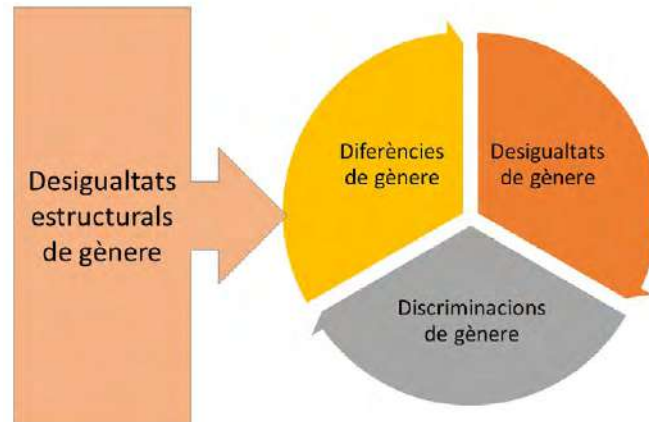 Desigualtats
estructurals
de gènere
Diferències
de gènere
Desigualtats
de gènere
Discriminacions
de gènere